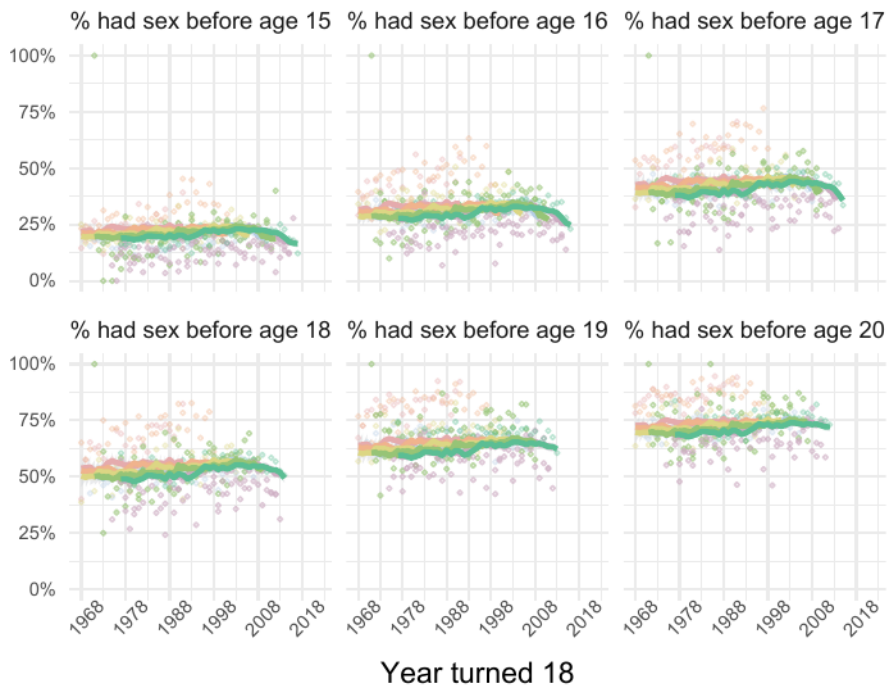 % had sex before age 15 % had sex before age 16 % had sex before age 17
100%
75%
50%
25%
0%
% had sex before age 18 % had sex before age 19 % had sex before age 20
100%
75%
50%
25%
0%
1968 1978 1988 1998 2008 2018 1968 1978 1988 1998 2008 2018 1968 1978 1988 1998 2008 2018
Year turned 18